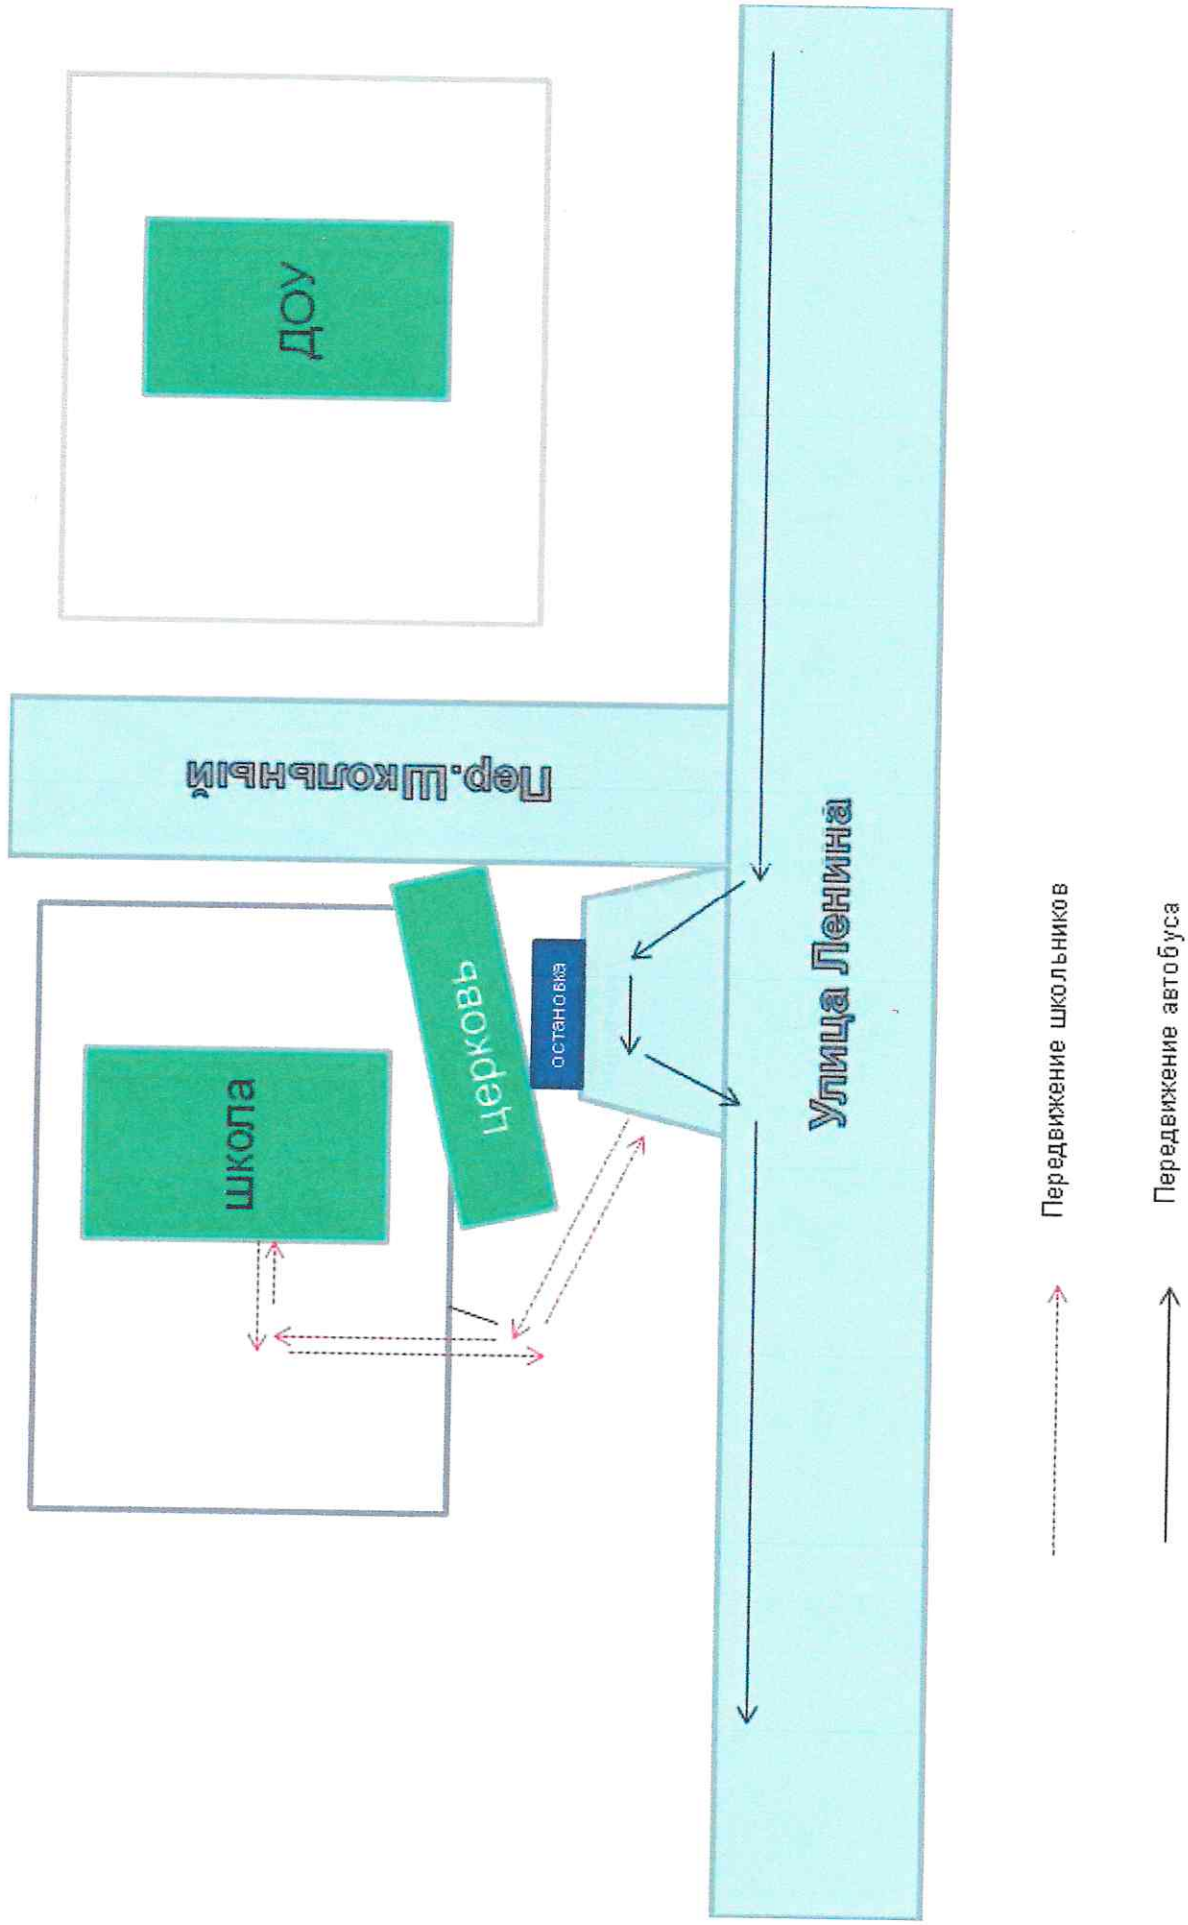 школа
ДОУ
церковь
Пер.Школьный
остановка
Улица Ленина
Передвижение школьников
Передвижение автобуса